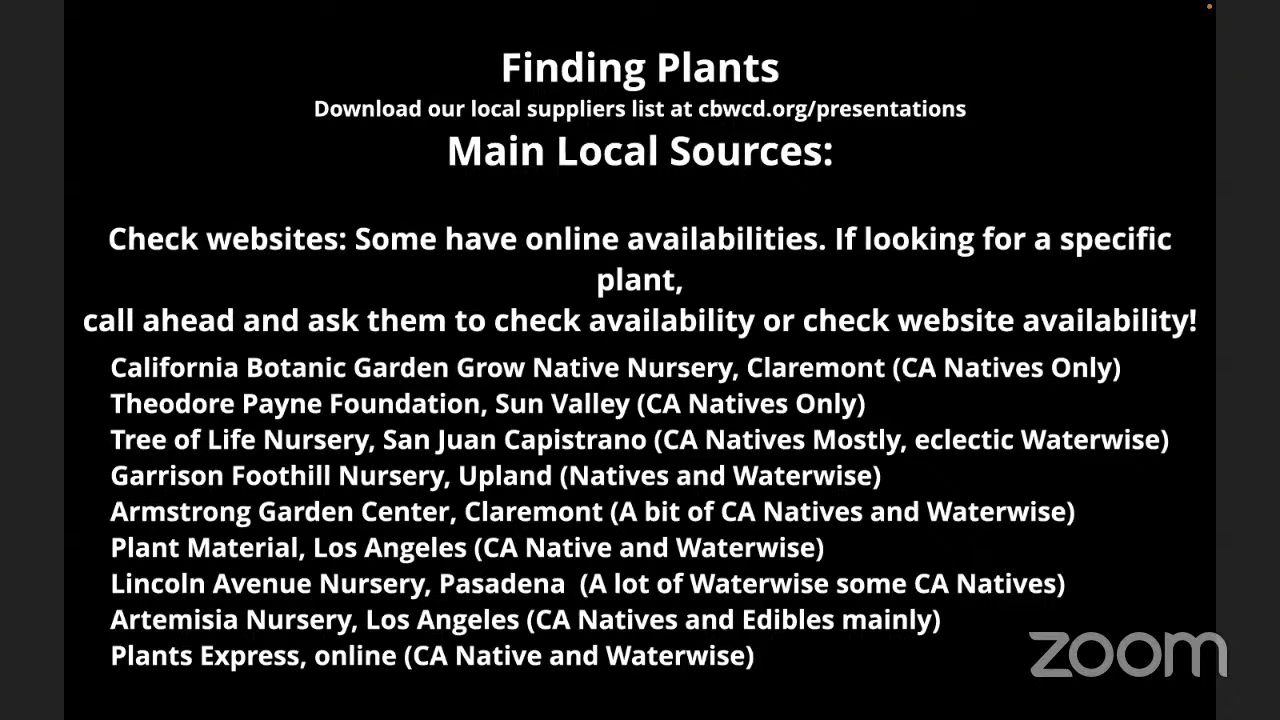 Finding Plants
Download our local suppliers list at cbwcd.org/presentations
Main Local Sources:
Check websites: Some have online availabilities. If looking for a specific
plant,
call ahead and ask them to check availability or check website availability!
California Botanic Garden Grow Native Nursery, Claremont (CA Natives Only)
Theodore Payne Foundation, Sun Valley (CA Natives Only)
Tree of Life Nursery, San Juan Capistrano (CA Natives Mostly, eclectic Waterwise)
Garrison Foothill Nursery, Upland (Natives and Waterwise)
Armstrong Garden Center, Claremont (A bit of CA Natives and Waterwise)
Plant Material, Los Angeles (CA Native and Waterwise)
Lincoln Avenue Nursery, Pasadena (A lot of Waterwise some CA Natives)
Artemisia Nursery, Los Angeles (CA Natives and Edibles mainly)
Plants Express, online (CA Native and Waterwise)
zoom